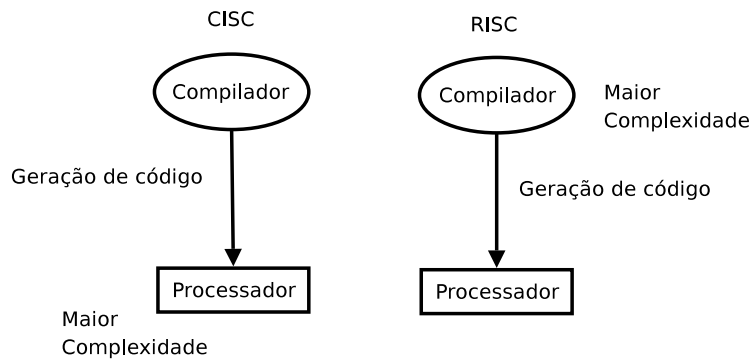 CISC
RISC
Compilador
Compilador
Maior
Complexidade
Geração de código
Geração de código
Processador
Processador
Maior
Complexidade